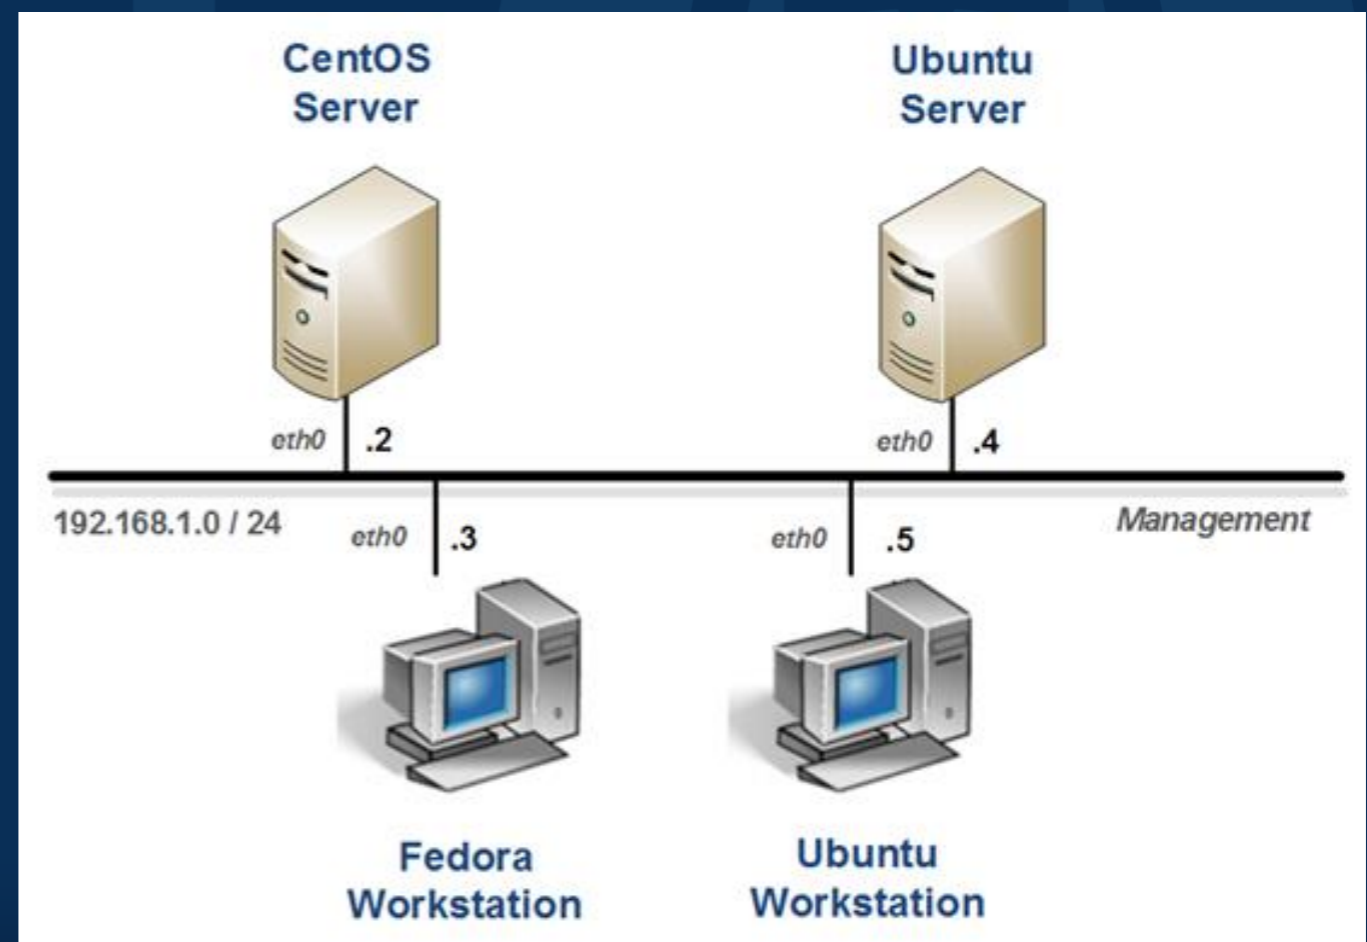 CentOS
Server
Ubuntu
Server
eth0 .2
eth0 .4
192.168.1.0 / 24
eth0 .3
eth0 .5
Management
Fedora
Workstation
Ubuntu
Workstation